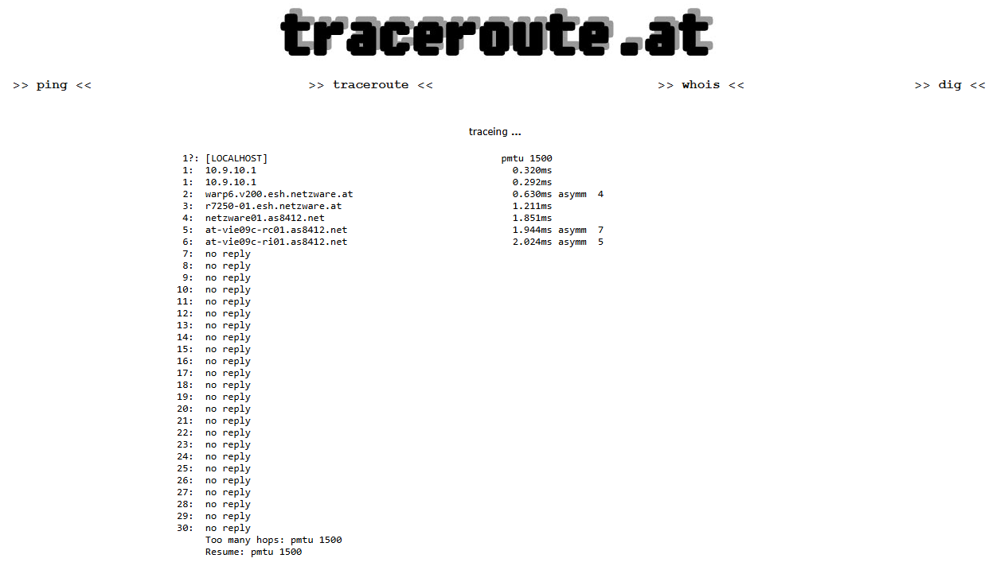 traceroute.at
>> ping << >> traceroute << >> whois << >> dig <<
traceing ...
1?: [LOCALHOST] pmtu 1500
1: 10.9.10.1 0.320ms
1: 10.9.10.1 0.292ms
2: warp6.v200.esh.netzware.at 0.630ms asymm 4
3: r7250-01.esh.netzware.at 1.211ms
4: netzware01.as8412.net 1.851ms
5: at-vie09c-rc01.as8412.net 1.944ms asymm 7
6: at-vie09c-ri01.as8412.net 2.024ms asymm 5
7: no reply
8: no reply
9: no reply
10: no reply
11: no reply
12: no reply
13: no reply
14: no reply
15: no reply
16: no reply
17: no reply
18: no reply
19: no reply
20: no reply
21: no reply
22: no reply
23: no reply
24: no reply
25: no reply
26: no reply
27: no reply
28: no reply
29: no reply
30: no reply
Too many hops: pmtu 1500
Resume: pmtu 1500